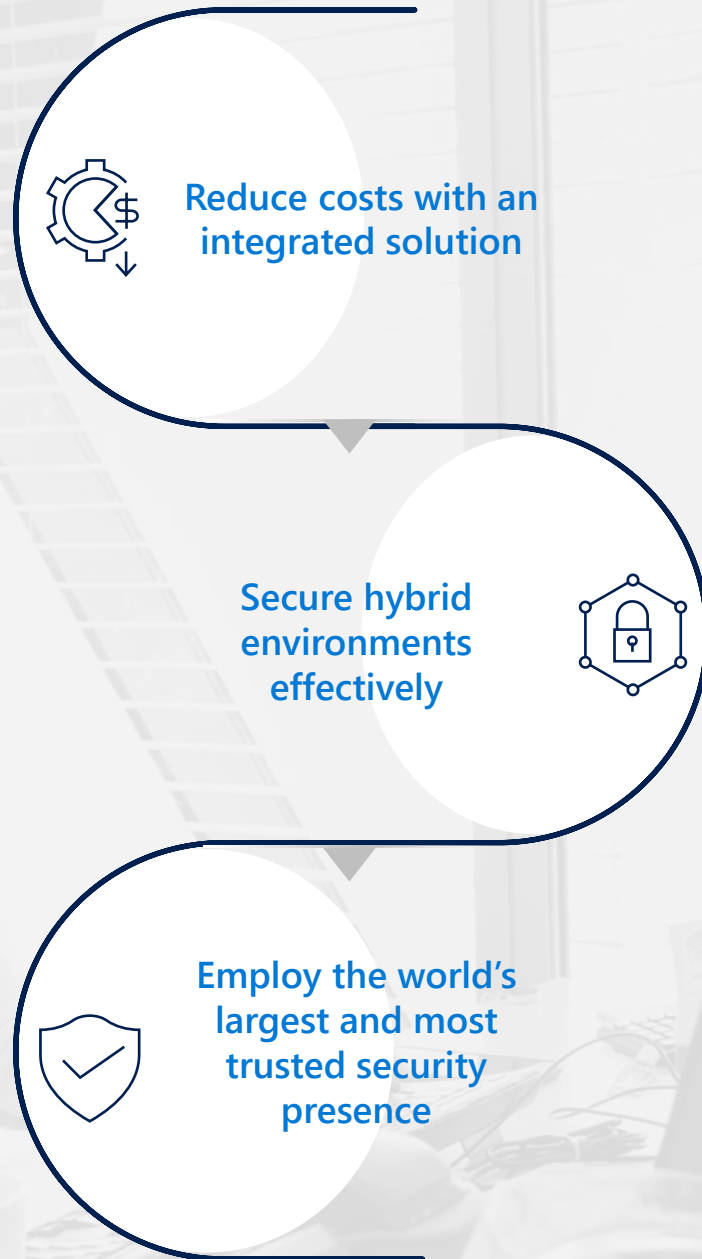 Reduce costs with an
integrated solution
Secure hybrid
environments
effectively
Employ the world’s
largest and most
trusted security
presence